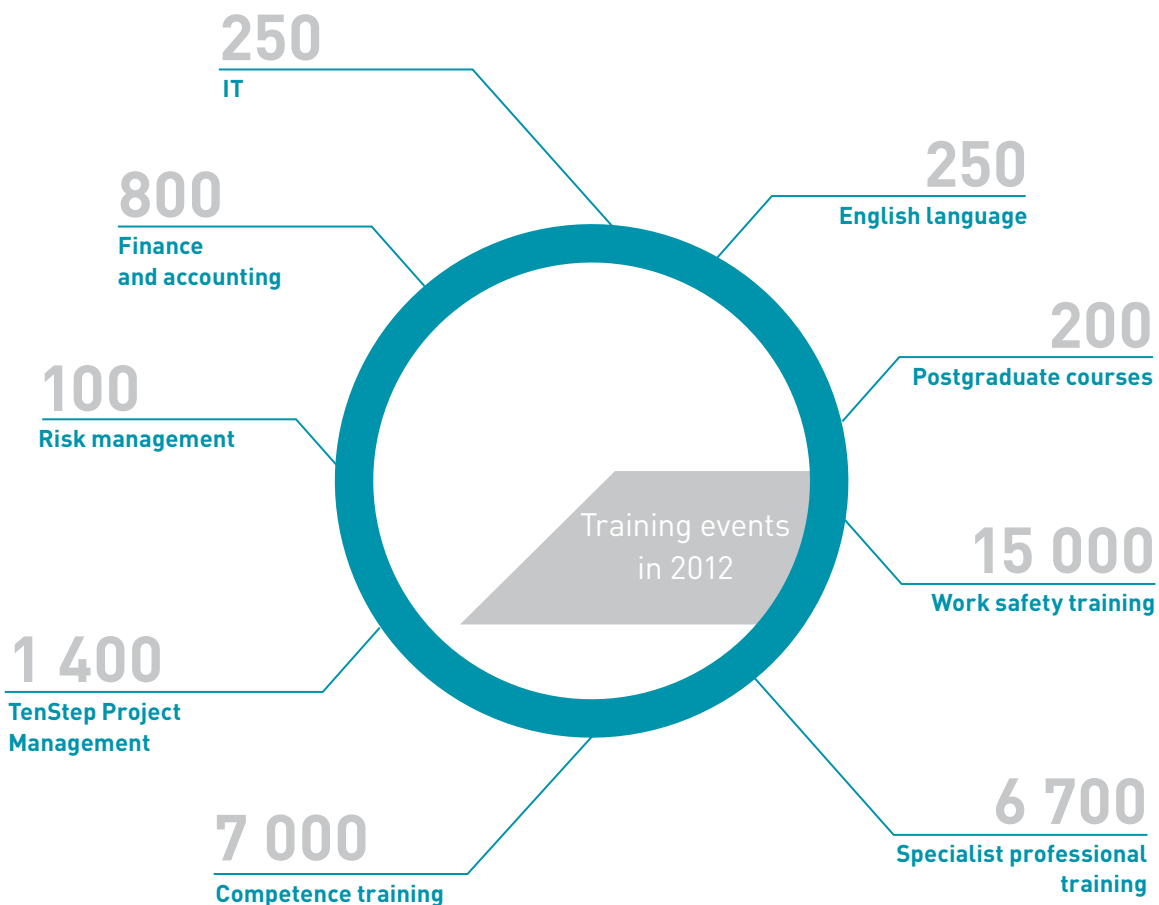 250
IT
250
English language
800
Finance
and accounting
200
Postgraduate courses
100
Risk management
Training events
in 2012
15 000
Work safety training
1 400
TenStep Project
Management
6 700
Specialist professional
training
7 000
Competence training